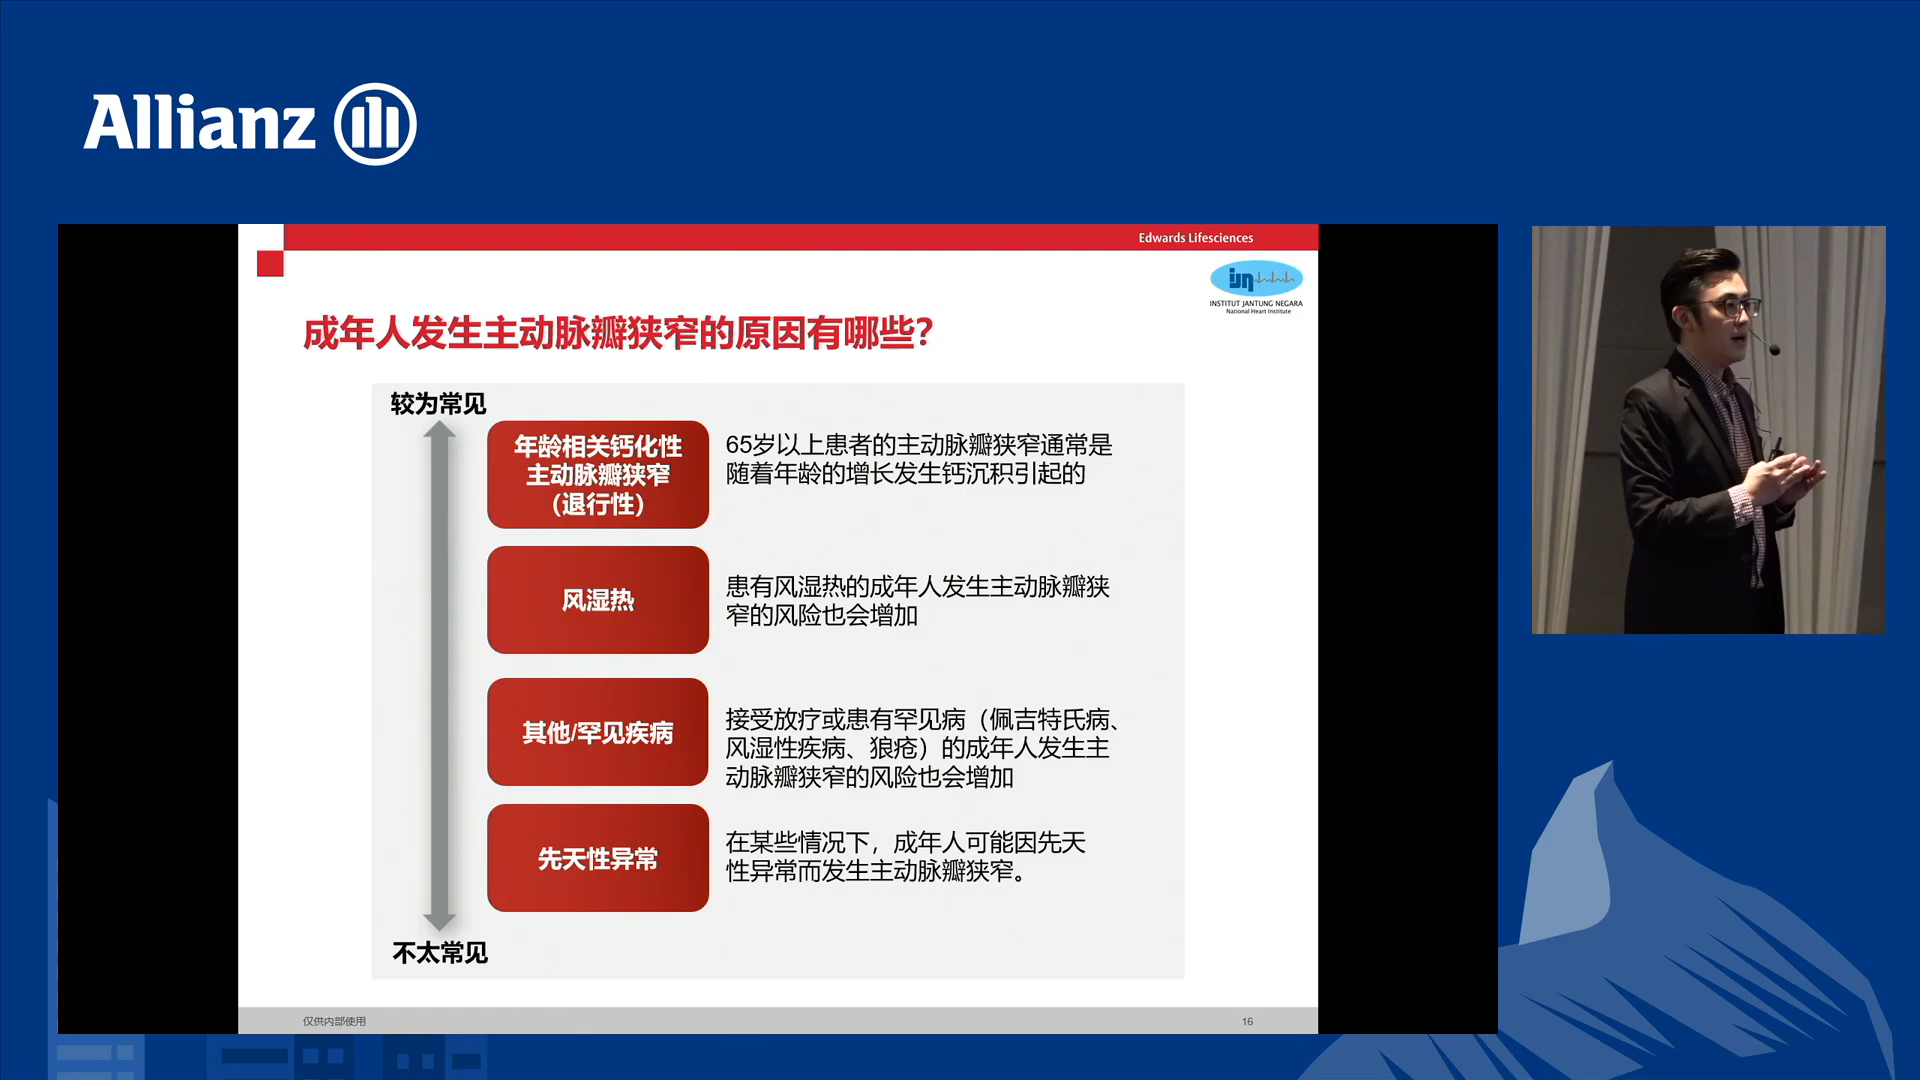 Allianz
Edwards Lifesciences
ijn
INSTITUT JANTUNG NEGARA
National Heart Institute
成年人发生主动脉瓣狭窄的原因有哪些？
较为常见
年龄相关钙化性
主动脉瓣狭窄
（退行性）
65岁以上患者的主动脉瓣狭窄通常是
随着年龄的增长发生钙沉积引起的
风湿热
患有风湿热的成年人发生主动脉瓣狭
窄的风险也会增加
其他/罕见疾病
接受放疗或患有罕见病（佩吉特氏病、
风湿性疾病、狼疮）的成年人发生主
动脉瓣狭窄的风险也会增加
先天性异常
在某些情况下，成年人可能因先天
性异常而发生主动脉瓣狭窄。
不太常见
仅供内部使用
16